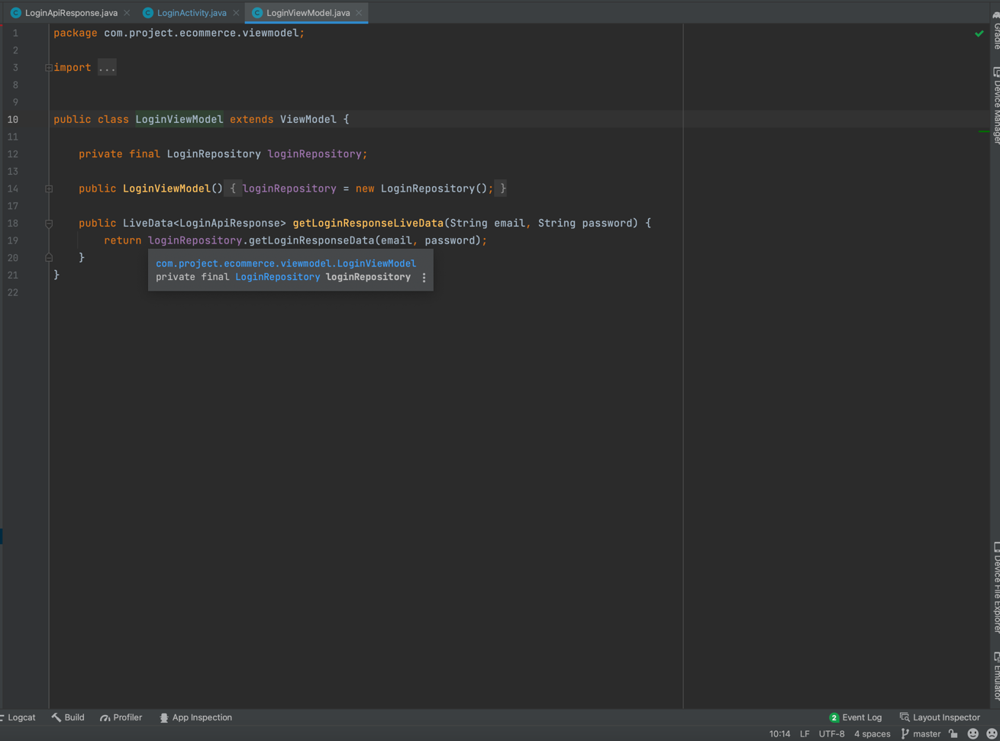 LoginApiResponse.java LoginActivity.java LoginViewModel.java
1 package com.project.ecommerce.viewmodel;
2
3 import ...
8
9
10 public class LoginViewModel extends ViewModel {
11
12 private final LoginRepository loginRepository;
13
14 public LoginViewModel() { loginRepository = new LoginRepository(); }
17
18 public LiveData<LoginApiResponse> getLoginResponseLiveData(String email, String password) {
19 return loginRepository.getLoginResponseData(email, password);
20 }
com.project.ecommerce.viewmodel.LoginViewModel
private final LoginRepository loginRepository
21 }
22
Gradle
Device Manager
Device File Explorer
Emulator
Logcat Build Profiler App Inspection 2 Event Log Layout Inspector
10:14 LF UTF-8 4 spaces master